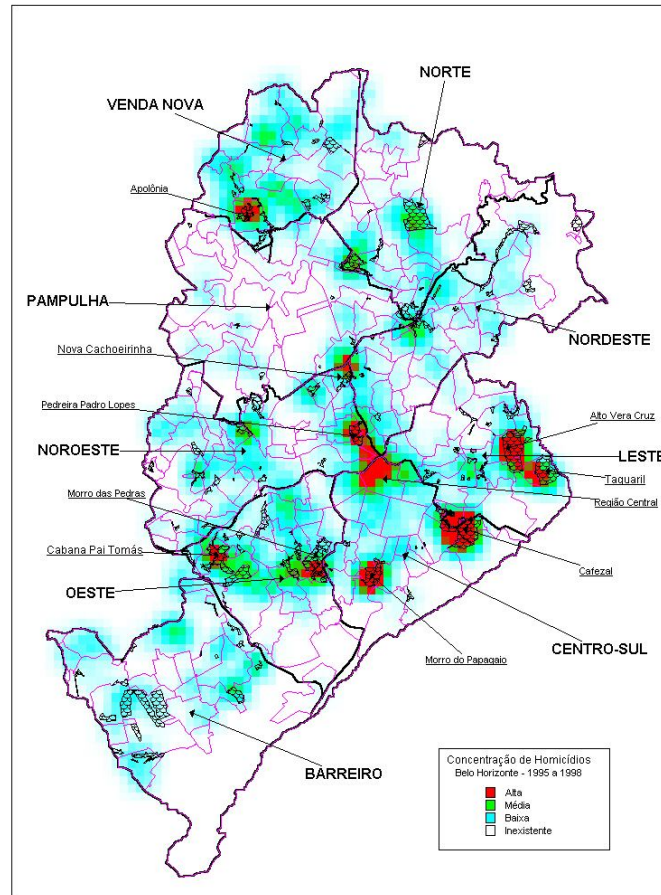 NORTE
VENDA NOVA
Apolônia
PAMPULHA
NORDESTE
Nova Cachoeirinha
Pedreira Padro Lopes
Alto Vera Cruz
NOROESTE
LESTE
Taquaril
Morro das Pedras
Região Central
Cabana Pai Tomás
Cafezal
OESTE
CENTRO-SUL
Morro do Papagaio
BARREIRO
Concentração de Homicídios
Belo Horizonte - 1995 a 1998
Alta
Média
Baixa
Inexistente